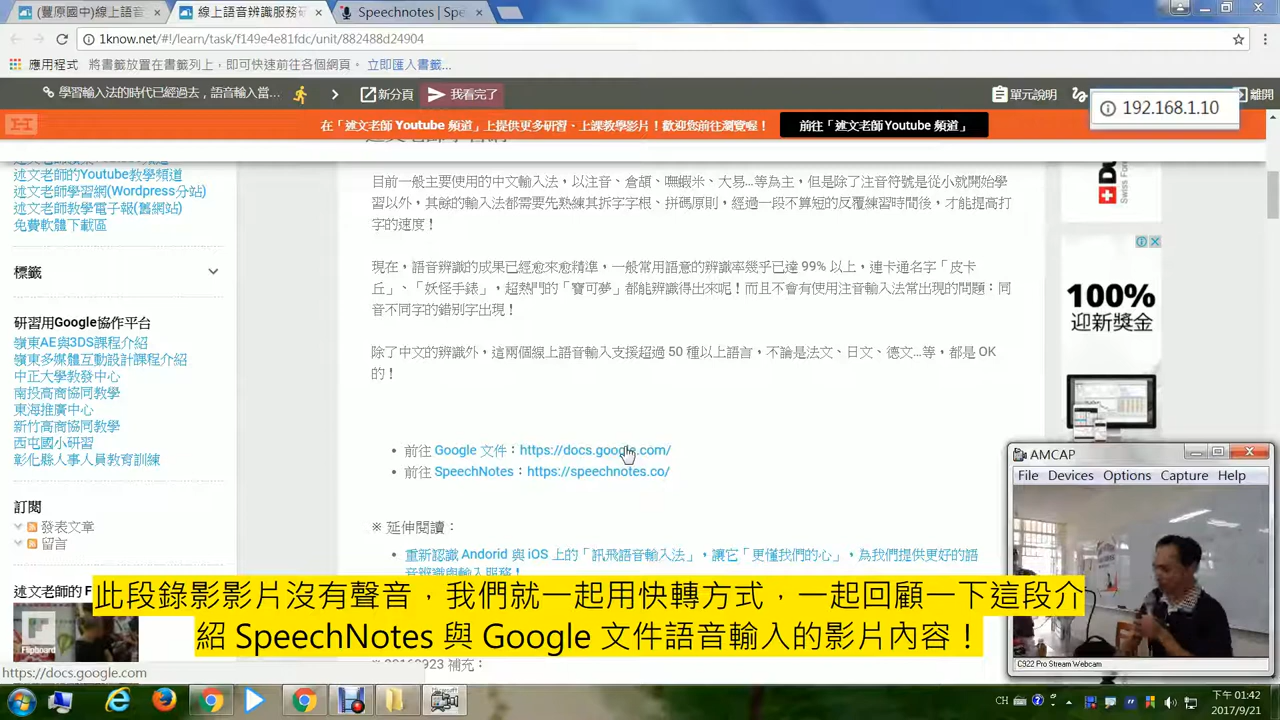 (豐原國中)線上語音
線上語音辨識服務研
Speechnotes | Spe
1know.net/#!/learn/task/f149e4e81fdc/unit/882488d24904
應用程式 將書籤放置在書籤列上，即可快速前往各個網頁。 立即匯入書籤...
學習輸入法的時代已經過去，語音輸入當... 新分頁 我看完了 單元說明 離開
192.168.1.10
在「述文老師 Youtube 頻道」上提供更多研習、上課教學影片！歡迎您前往瀏覽喔！ 前往「述文老師 Youtube 頻道」
述文老師的Youtube教學頻道
述文老師學習網(Wordpress分站)
述文老師教學電子報(舊網站)
免費軟體下載區
標籤
研習用Google協作平台
嶺東AE與3DS課程介紹
嶺東多媒體互動設計課程介紹
中正大學教發中心
南投高商協同教學
東海推廣中心
新竹高商協同教學
西屯國小研習
彰化縣人事人員教育訓練
訂閱
發表文章
留言
述文老師的 F
Flipboard
目前一般主要使用的中文輸入法，以注音、倉頡、嘸蝦米、大易...等為主，但是除了注音符號是從小就開始學
習以外，其餘的輸入法都需要先熟練其拆字字根、拼碼原則，經過一段不算短的反覆練習時間後，才能提高打
字的速度！
現在，語音辨識的成果已經愈來愈精準，一般常用語意的辨識率幾乎已達 99% 以上，連卡通名字「皮卡
丘」、「妖怪手錶」，超熱門的「寶可夢」都能辨識得出來呢！而且不會有使用注音輸入法常出現的問題：同
音不同字的錯別字出現！
除了中文的辨識外，這兩個線上語音輸入支援超過 50 種以上語言，不論是法文、日文、德文...等，都是 OK
的！
前往 Google 文件：https://docs.google.com/
前往 SpeechNotes：https://speechnotes.co/
※ 延伸閱讀：
重新認識 Andorid 與 iOS 上的「訊飛語音輸入法」，讓它「更懂我們的心」，為我們提供更好的語
音辨識與輸入服務！
Swiss For
100%
迎新獎金
AMCAP
File Devices Options Capture Help
C922 Pro Stream Webcam
此段錄影影片沒有聲音，我們就一起用快轉方式，一起回顧一下這段介
紹 SpeechNotes 與 Google 文件語音輸入的影片內容！
補充：
https://docs.google.com
CH
下午 01:42
2017/9/21